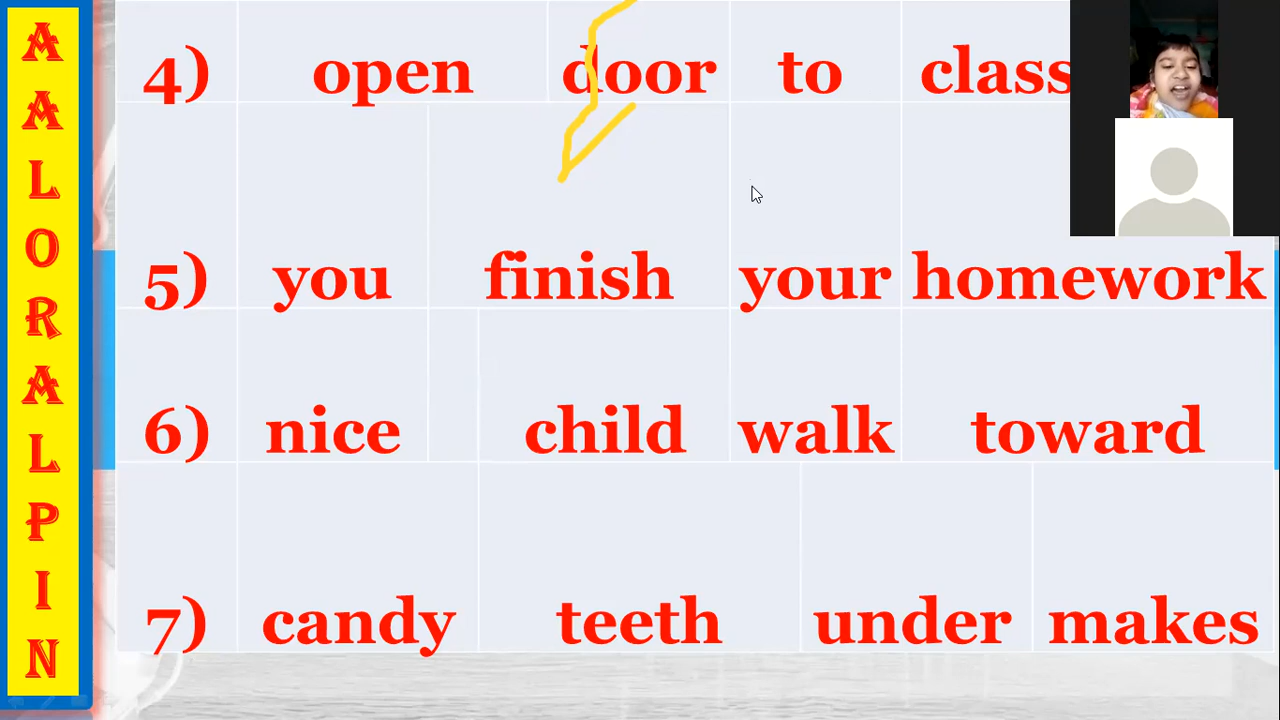 AALORALPIN
4) open door to class
5) you finish your homework
6) nice child walk toward
7) candy teeth under makes